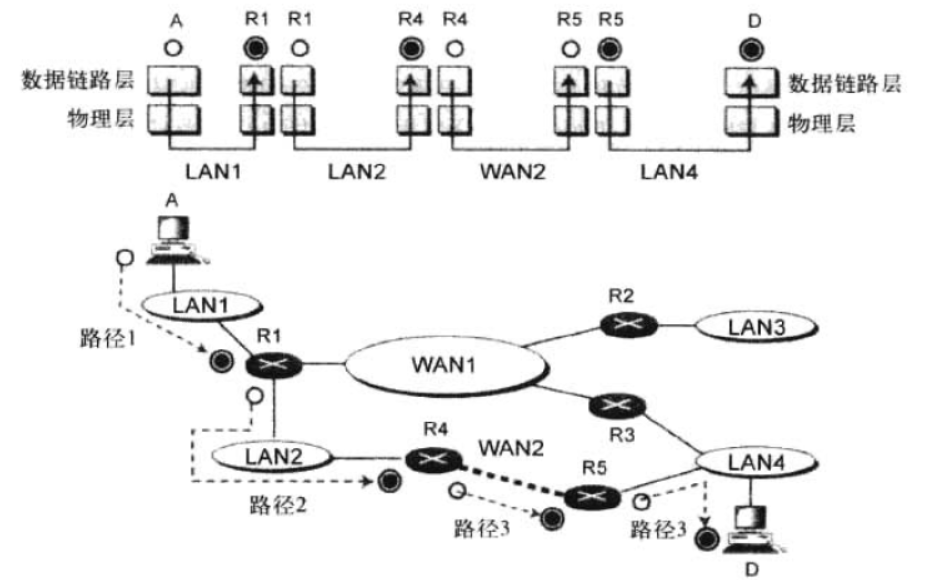 A R1 R1 R4 R4 R5 R5 D
数据链路层 数据链路层
物理层 物理层
LAN1 LAN2 WAN2 LAN4
A
LAN1
路径1
R1
WAN1
R2
LAN3
R3
LAN2
R4
WAN2
R5
LAN4
路径2
路径3
路径3
D